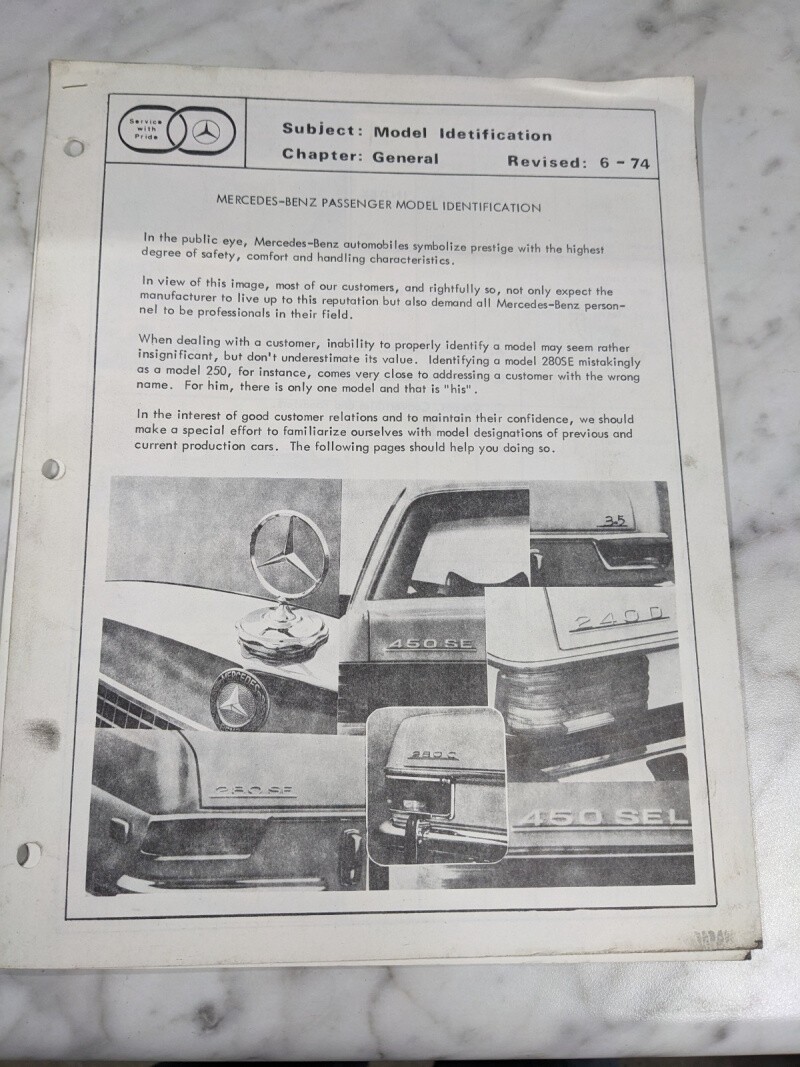 Service
with
Pride
Subject: Model Idetification
Chapter: General Revised: 6 - 74
MERCEDES-BENZ PASSENGER MODEL IDENTIFICATION
In the public eye, Mercedes-Benz automobiles symbolize prestige with the highest
degree of safety, comfort and handling characteristics.
In view of this image, most of our customers, and rightfully so, not only expect the
manufacturer to live up to this reputation but also demand all Mercedes-Benz person-
nel to be professionals in their field.
When dealing with a customer, inability to properly identify a model may seem rather
insignificant, but don't underestimate its value. Identifying a model 280SE mistakingly
as a model 250, for instance, comes very close to addressing a customer with the wrong
name. For him, there is only one model and that is "his".
In the interest of good customer relations and to maintain their confidence, we should
make a special effort to familiarize ourselves with model designations of previous and
current production cars. The following pages should help you doing so.
3.5
450 SE
240 D
MERCEDES
280 SE
280 C
450 SEL